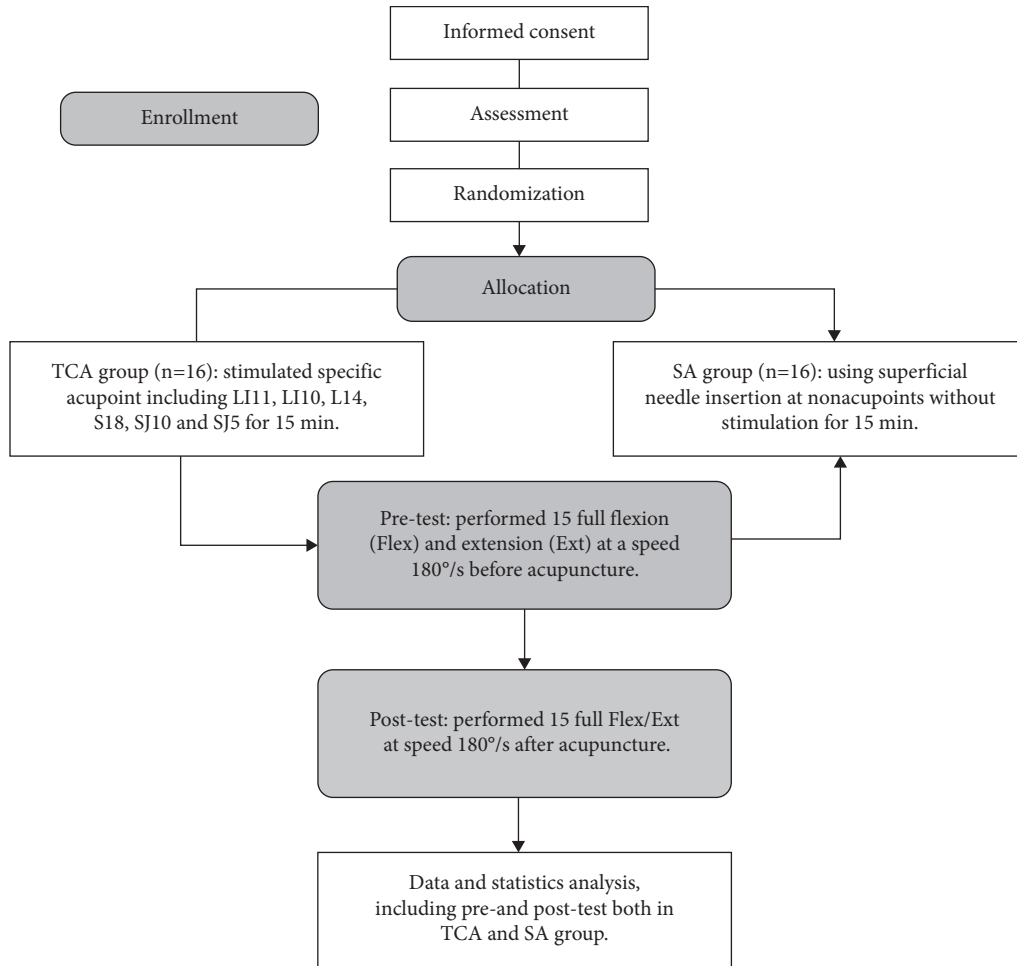 Informed consent
Enrollment
Assessment
Randomization
Allocation
TCA group (n=16): stimulated specific
acupoint including LI11, LI10, L14,
S18, SJ10 and SJ5 for 15 min.
SA group (n=16): using superficial
needle insertion at nonacupoints without
stimulation for 15 min.
Pre-test: performed 15 full flexion
(Flex) and extension (Ext) at a speed
180°/s before acupuncture.
Post-test: performed 15 full Flex/Ext
at speed 180°/s after acupuncture.
Data and statistics analysis,
including pre-and post-test both in
TCA and SA group.